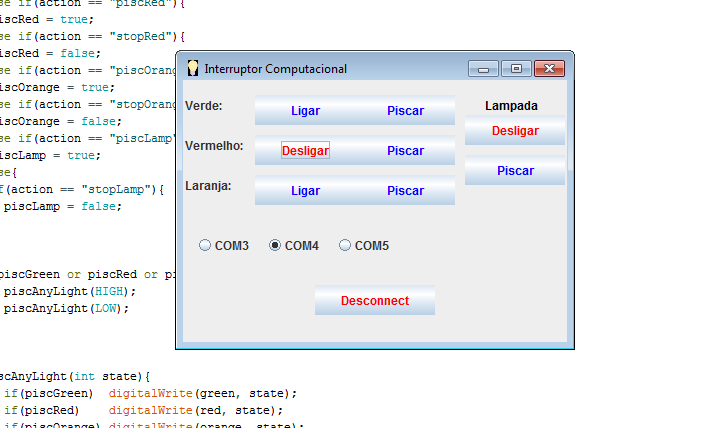 se if(action == "piscRed"){
iscRed = true;
se if(action == "stopRed"){
iscRed = false;
se if(action == "piscOrang
iscOrange = true;
se if(action == "stopOrang
iscOrange = false;
se if(action == "piscLamp"
iscLamp = true;
se{
f(action == "stopLamp"){
piscLamp = false;
piscGreen or piscRed or pi
piscAnyLight(HIGH);
piscAnyLight(LOW);
Interruptor Computacional
Verde: Ligar Piscar
Lampada
Desligar
Vermelho: Desligar Piscar
Piscar
Laranja: Ligar Piscar
COM3 COM4 COM5
Desconnect
scAnyLight(int state){
if(piscGreen) digitalWrite(green, state);
if(piscRed) digitalWrite(red, state);
if(piscOrange) digitalWrite(orange, state);